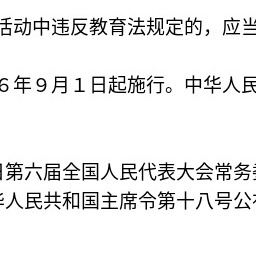 活动中违反教育法规定的，应当
６年９月１日起施行。中华人民
日第六届全国人民代表大会常务委
华人民共和国主席令第十八号公布